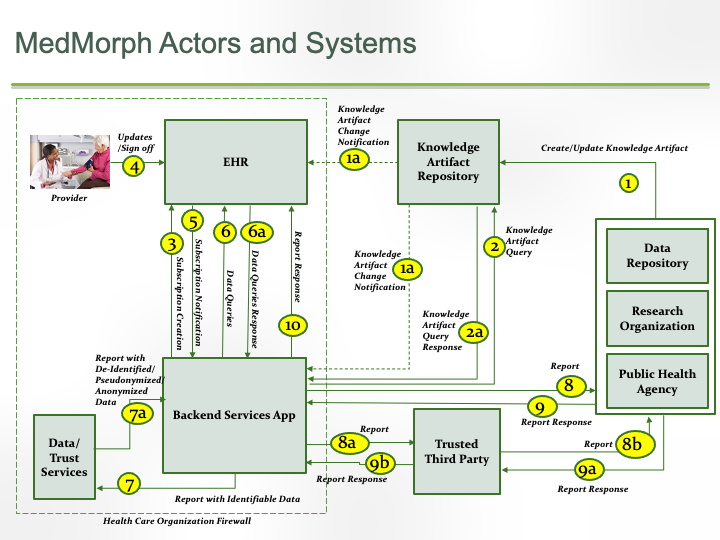 MedMorph Actors and Systems
Updates
/Sign off
4
Provider
EHR
Knowledge
Artifact
Change
Notification
1a
Knowledge
Artifact
Repository
Create/Update Knowledge Artifact
1
3
Subscription Creation
5
Subscription Notification
6
Data Queries
6a
Data Queries Response
Report Response
10
Knowledge
Artifact
Change
Notification
1a
2
Knowledge
Artifact
Query
Knowledge
Artifact
Query
Response
2a
Data
Repository
Research
Organization
Public Health
Agency
Report with
De-Identified/
Pseudonymized/
Anonymized
Data
7a
Backend Services App
Report
8
9
Report Response
Data/
Trust
Services
7
Report with Identifiable Data
Report
8a
9b
Report Response
Trusted
Third Party
Report
8b
9a
Report Response
Health Care Organization Firewall